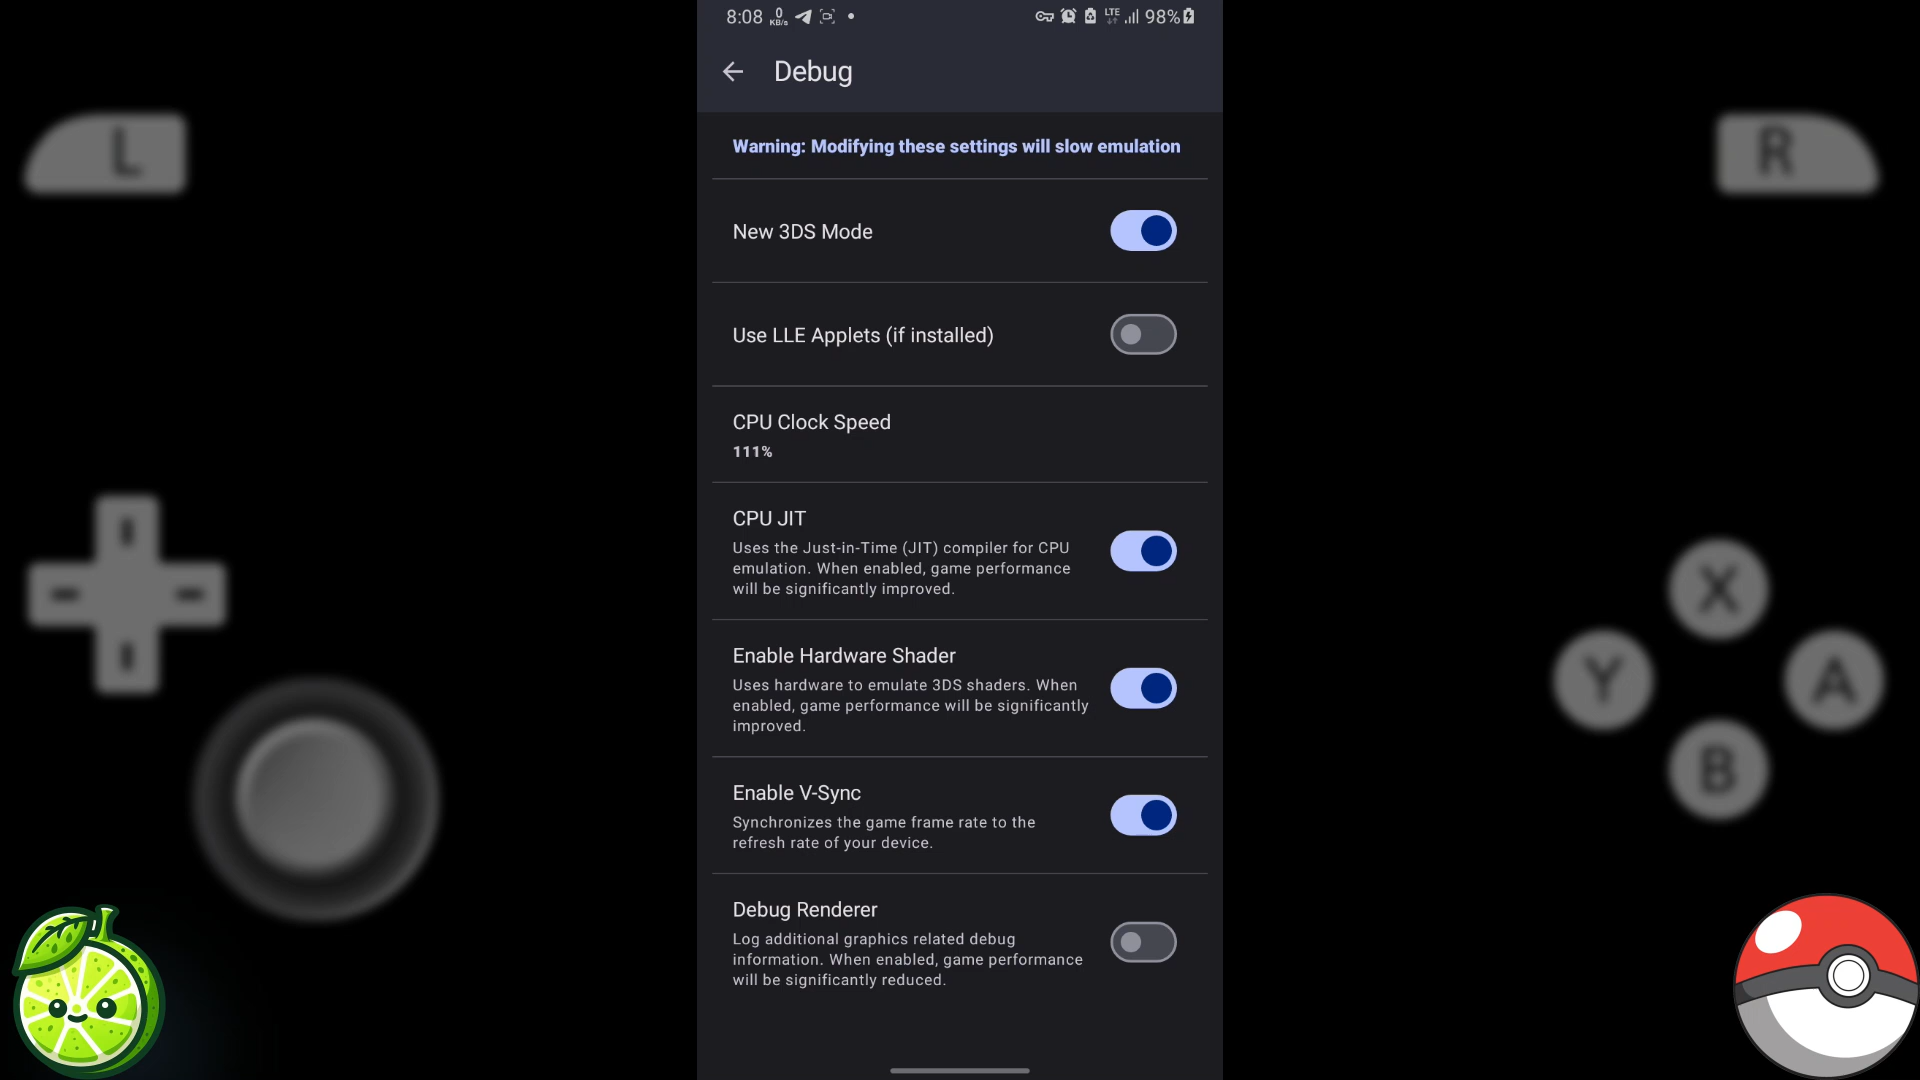 8:08 0 KB/s LTE 98%
Debug
Warning: Modifying these settings will slow emulation
New 3DS Mode
Use LLE Applets (if installed)
CPU Clock Speed
111%
CPU JIT
Uses the Just-in-Time (JIT) compiler for CPU
emulation. When enabled, game performance
will be significantly improved.
Enable Hardware Shader
Uses hardware to emulate 3DS shaders. When
enabled, game performance will be significantly
improved.
Enable V-Sync
Synchronizes the game frame rate to the
refresh rate of your device.
Debug Renderer
Log additional graphics related debug
information. When enabled, game performance
will be significantly reduced.
L
R
X
Y
A
B